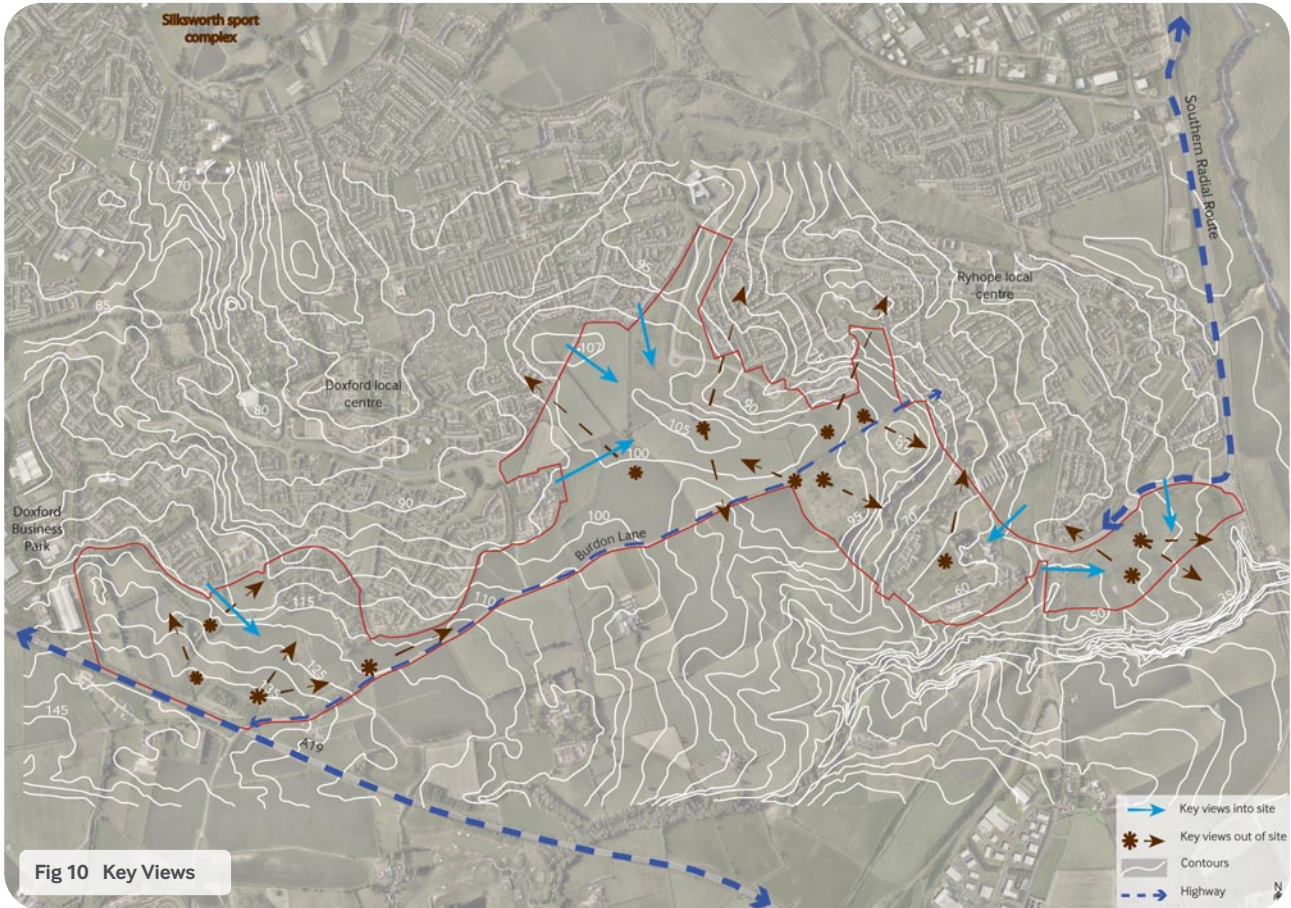 Silksworth sport
complex
Southern Radial Route
70
95
Ryhope local
centre
85
107
Doxford local
centre
80
90
105
100
90
Doxford
Business
Park
100
95
70
Burdon Lane
110
115
60
50
35
125
145
A19
Key views into site
Key views out of site
Contours
Highway
N
Fig 10 Key Views